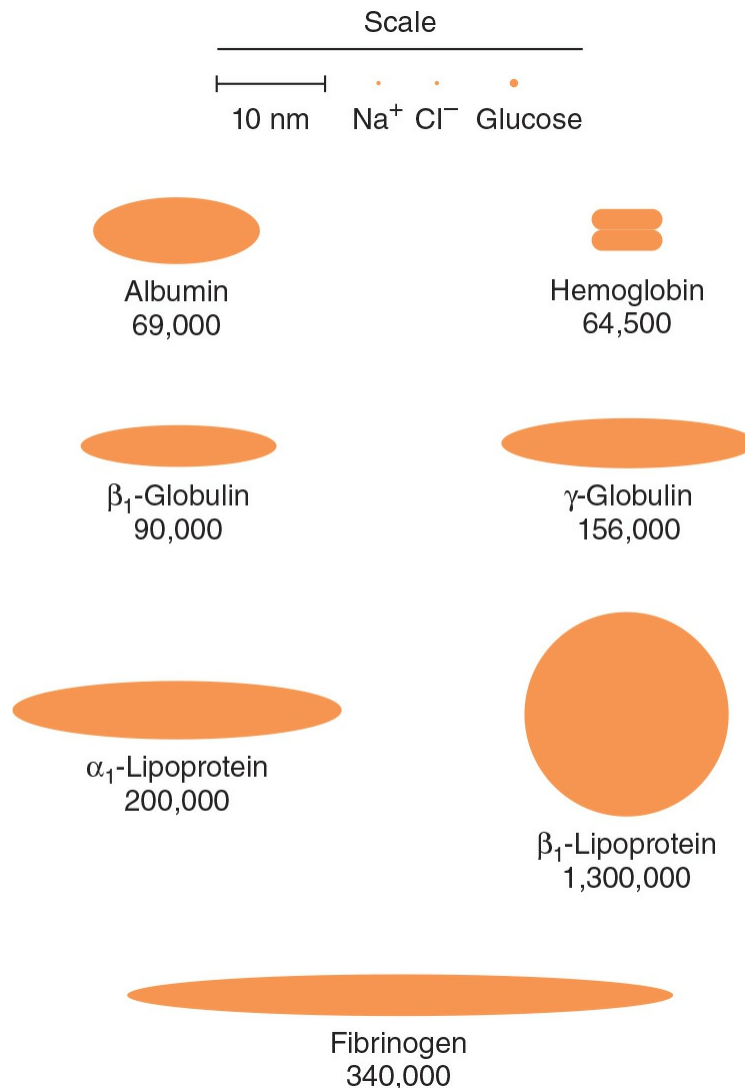 Scale
10 nm Na⁺ Cl⁻ Glucose
Albumin
69,000
Hemoglobin
64,500
β₁-Globulin
90,000
γ-Globulin
156,000
α₁-Lipoprotein
200,000
β₁-Lipoprotein
1,300,000
Fibrinogen
340,000